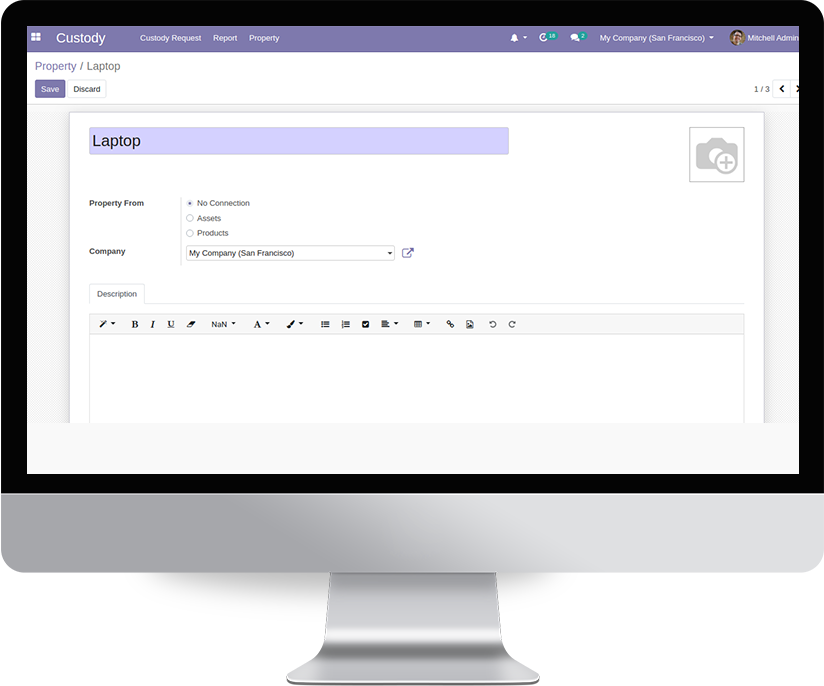 Custody Custody Request Report Property 18 2 My Company (San Francisco) Mitchell Admin
Property / Laptop
Save Discard 1 / 3
Laptop
Property From No Connection
Assets
Products
Company My Company (San Francisco)
Description
B I U NaN A